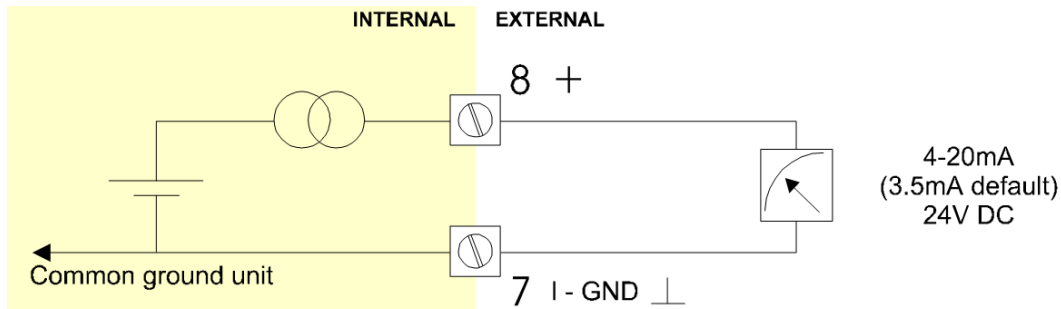 INTERNAL EXTERNAL
8 +
4-20mA
(3.5mA default)
24V DC
Common ground unit
7 I - GND